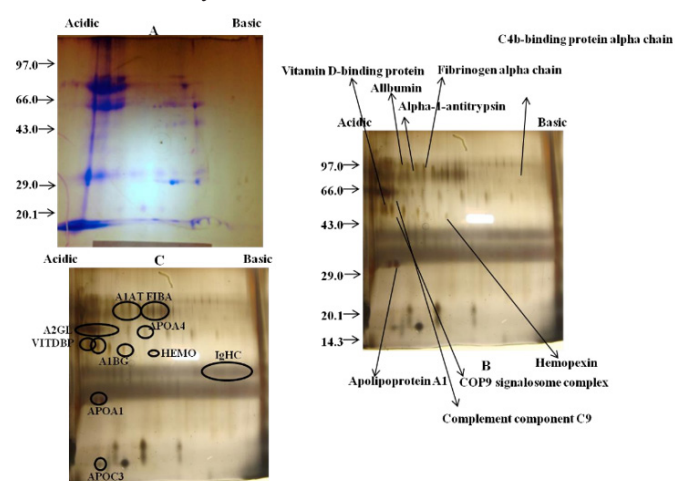 Acidic
Basic
A
97.0
66.0
43.0
29.0
20.1
C4b-binding protein alpha chain
Vitamin D-binding protein
Fibrinogen alpha chain
Allbumin
Alpha-1-antitrypsin
Acidic
Basic
97.0
66.0
43.0
29.0
20.1
14.3
B
Hemopexin
Apolipoprotein A1
COP9 signalosome complex
Complement component C9
Acidic
C
Basic
A1AT FIBA
A2GL
APOA4
VITDBP
A1BG
HEMO
IgHC
APOA1
APOC3